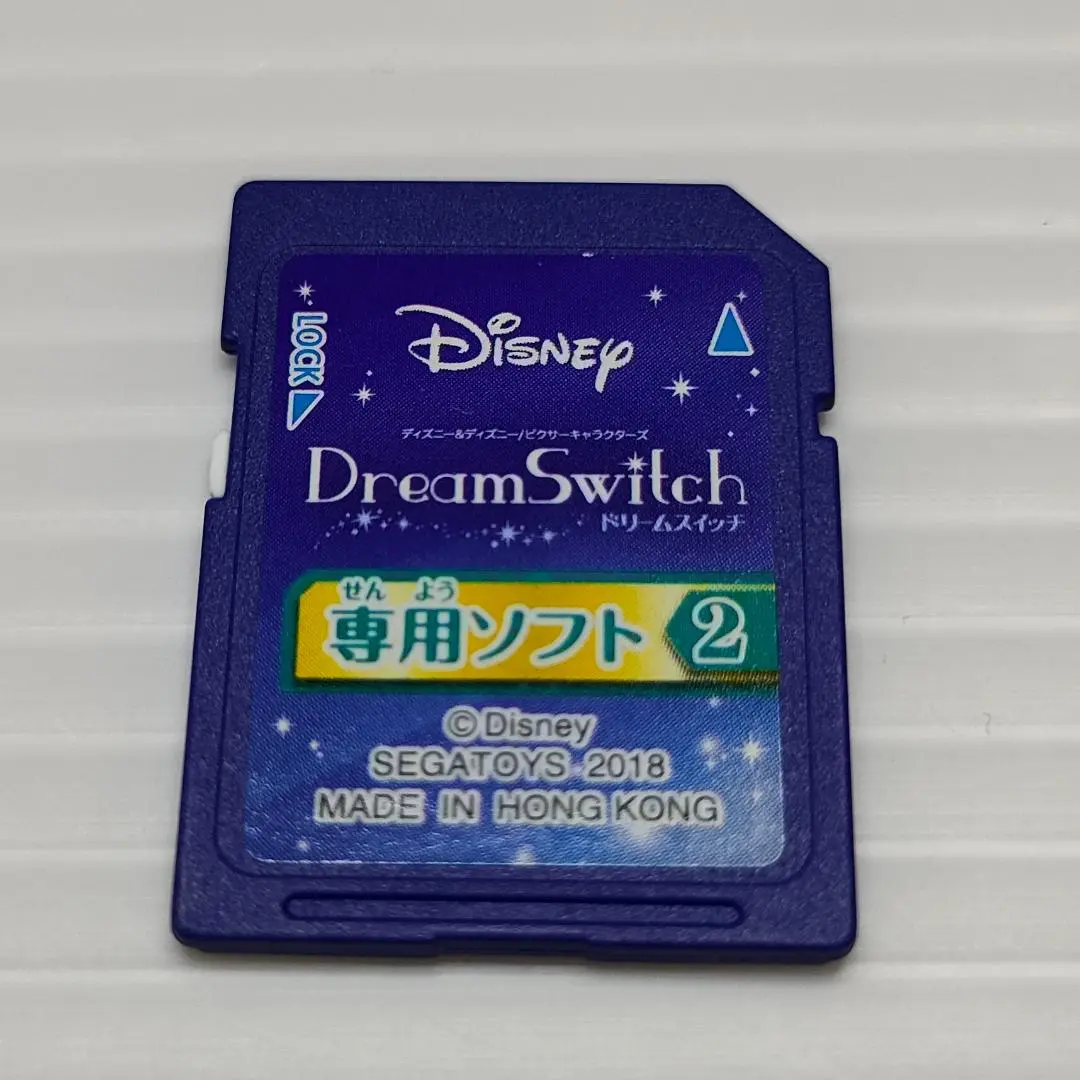 LOCK
Disney
ディズニー&ディズニー/ピクサーキャラクターズ
DreamSwitch
ドリームスイッチ
せんよう
専用ソフト 2
©Disney
SEGATOYS 2018
MADE IN HONG KONG